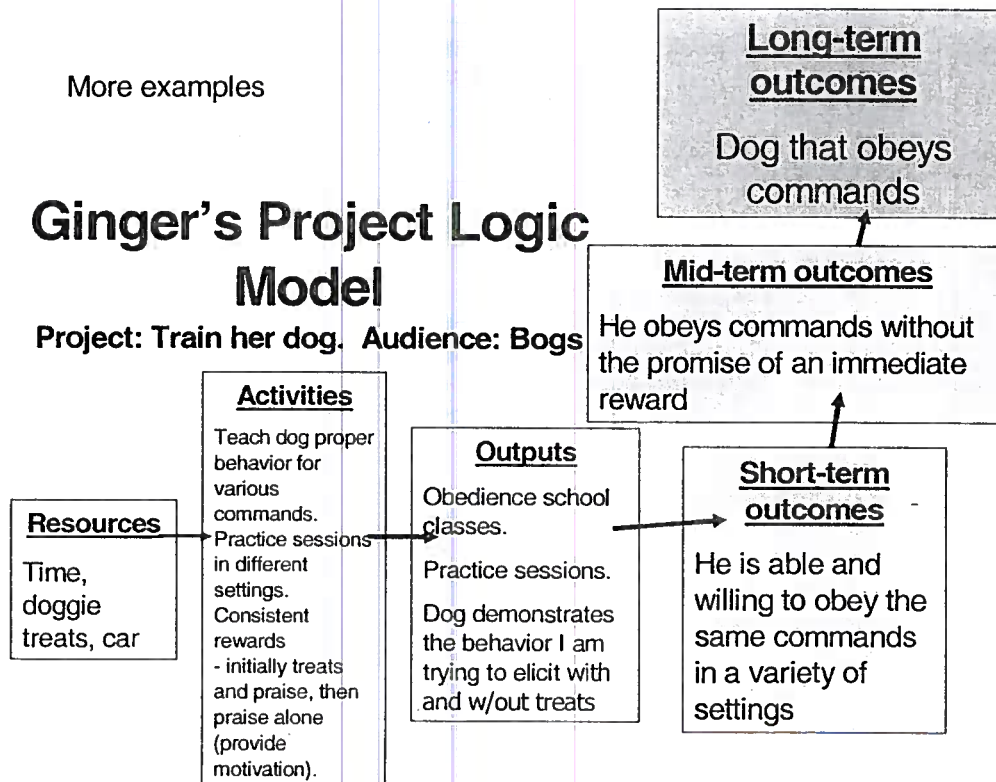 More examples
Ginger's Project Logic
Model
Project: Train her dog. Audience: Bogs
Resources
Time,
doggie
treats, car
Activities
Teach dog proper
behavior for
various
commands.
Practice sessions
in different
settings.
Consistent
rewards
- initially treats
and praise, then
praise alone
(provide
motivation).
Outputs
Obedience school
classes.
Practice sessions.
Dog demonstrates
the behavior I am
trying to elicit with
and w/out treats
Short-term
outcomes
He is able and
willing to obey the
same commands
in a variety of
settings
Mid-term outcomes
He obeys commands without
the promise of an immediate
reward
Long-term
outcomes
Dog that obeys
commands